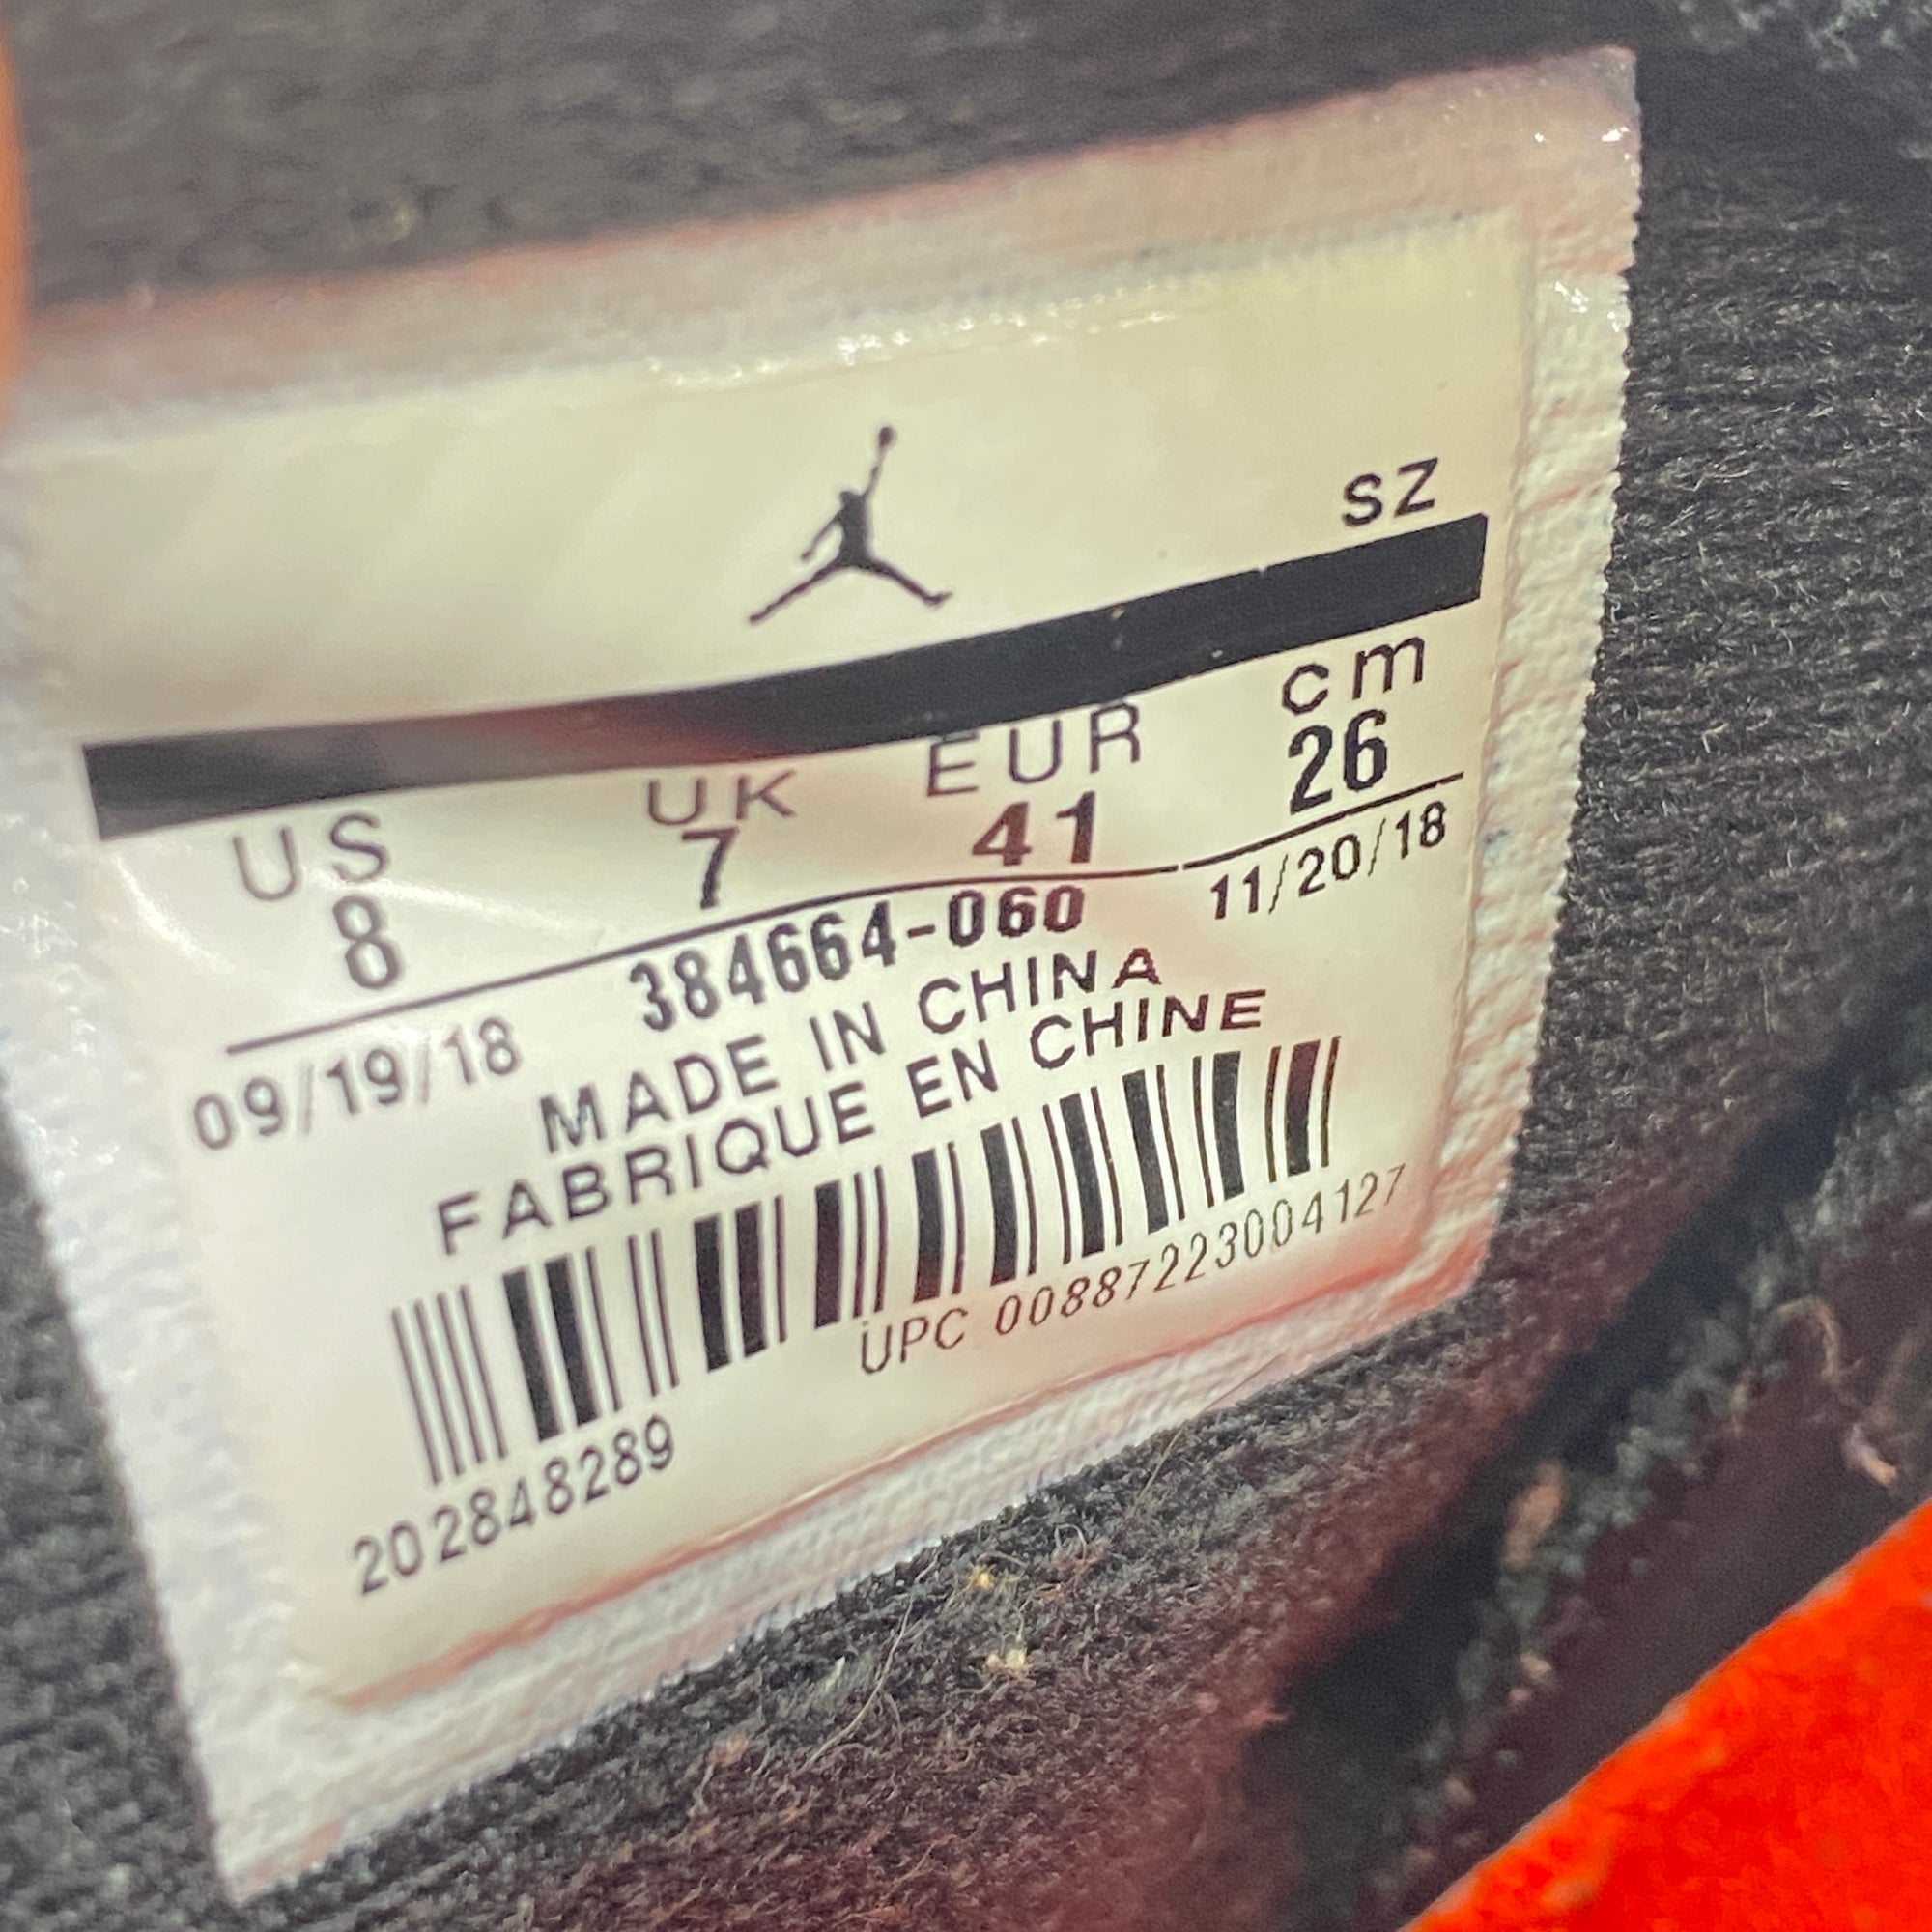 SZ
US UK EUR cm
8 7 41 26
09/19/18 384664-060 11/20/18
MADE IN CHINA
FABRIQUE EN CHINE
UPC 00887223004127
202848289